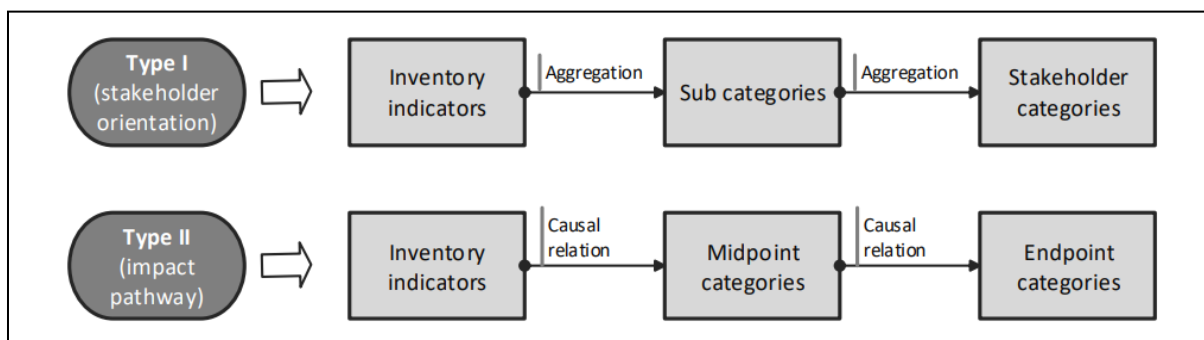 Type I
(stakeholder
orientation)
Inventory
indicators
Aggregation
Sub categories
Aggregation
Stakeholder
categories
Type II
(impact
pathway)
Inventory
indicators
Causal
relation
Midpoint
categories
Causal
relation
Endpoint
categories